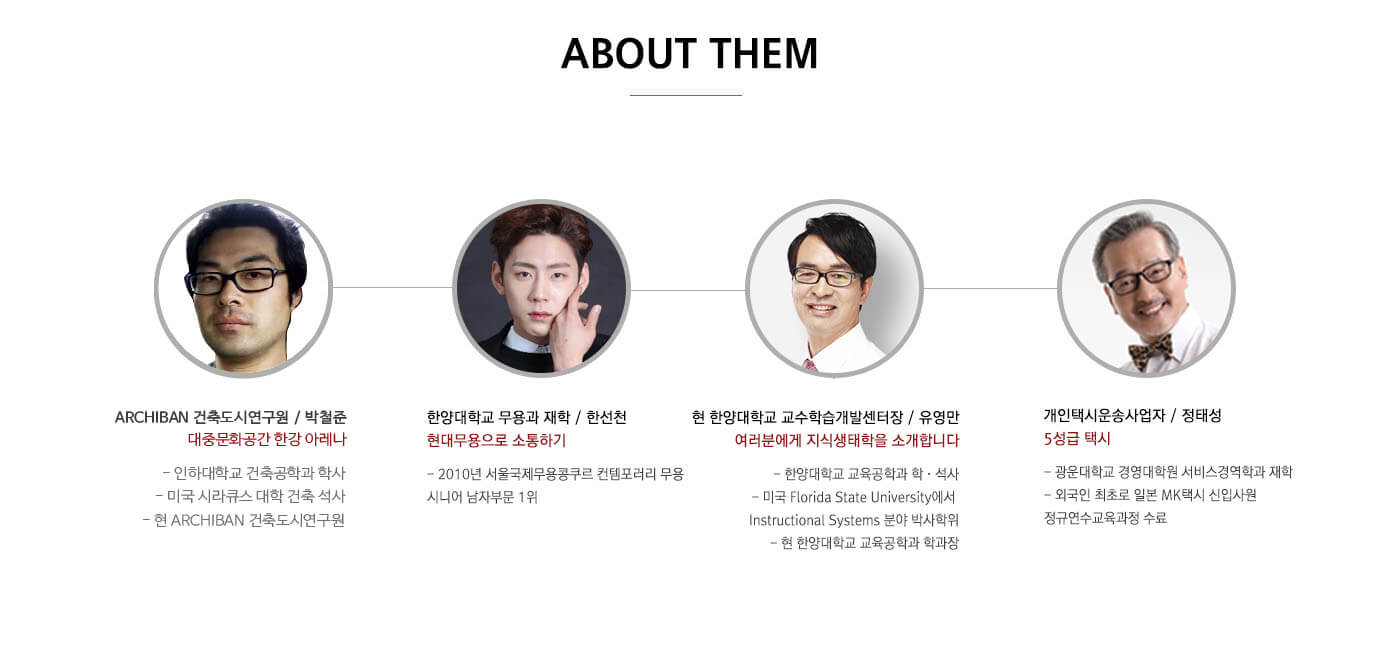 ABOUT THEM
ARCHIBAN 건축도시연구원 / 박철준
대중문화공간 한강 아레나
- 인하대학교 건축공학과 학사
- 미국 시라큐스 대학 건축 석사
- 현 ARCHIBAN 건축도시연구원
한양대학교 무용과 재학 / 한선천
현대무용으로 소통하기
- 2010년 서울국제무용콩쿠르 컨템포러리 무용
시니어 남자부문 1위
현 한양대학교 교수학습개발센터장 / 유영만
여러분에게 지식생태학을 소개합니다
- 한양대학교 교육공학과 학・석사
- 미국 Florida State University에서
Instructional Systems 분야 박사학위
- 현 한양대학교 교육공학과 학과장
개인택시운송사업자 / 정태성
5성급 택시
- 광운대학교 경영대학원 서비스경역학과 재학
- 외국인 최초로 일본 MK택시 신입사원
정규연수교육과정 수료